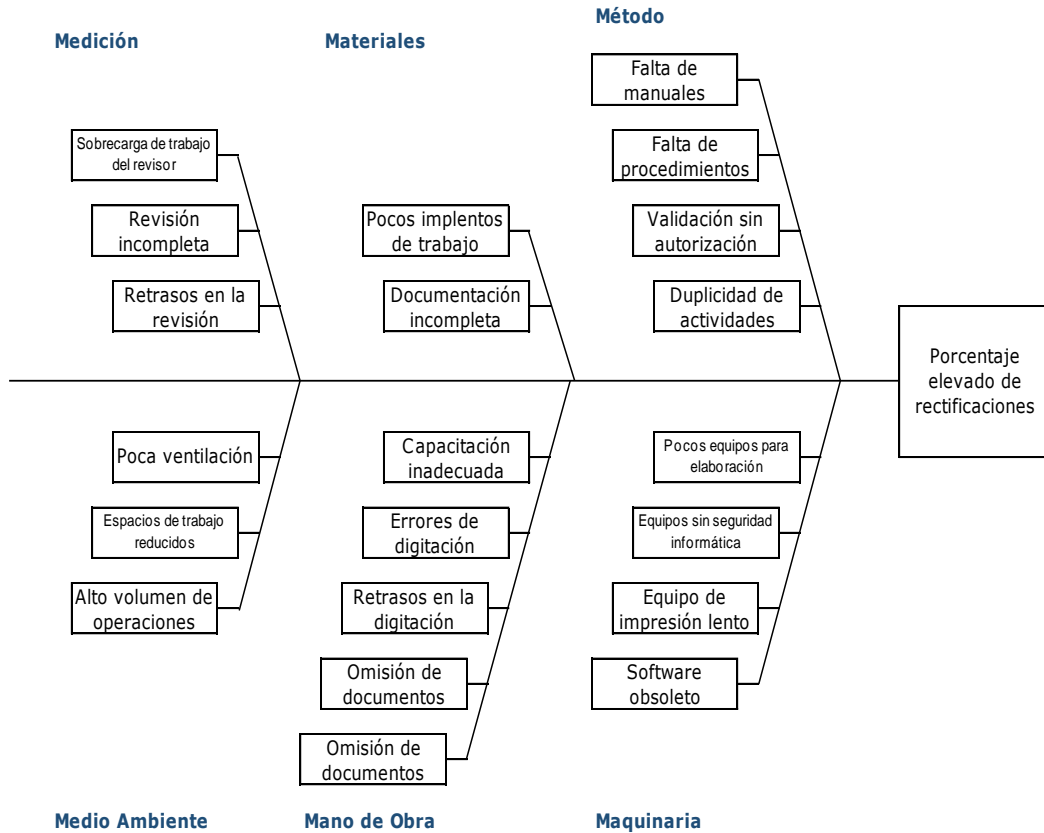 Medición
Sobrecarga de trabajo
del revisor
Revisión
incompleta
Retrasos en la
revisión
Materiales
Pocos implentos
de trabajo
Documentación
incompleta
Método
Falta de
manuales
Falta de
procedimientos
Validación sin
autorización
Duplicidad de
actividades
Porcentaje
elevado de
rectificaciones
Poca ventilación
Espacios de trabajo
reducidos
Alto volumen de
operaciones
Medio Ambiente
Capacitación
inadecuada
Errores de
digitación
Retrasos en la
digitación
Omisión de
documentos
Omisión de
documentos
Mano de Obra
Pocos equipos para
elaboración
Equipos sin seguridad
informática
Equipo de
impresión lento
Software
obsoleto
Maquinaria